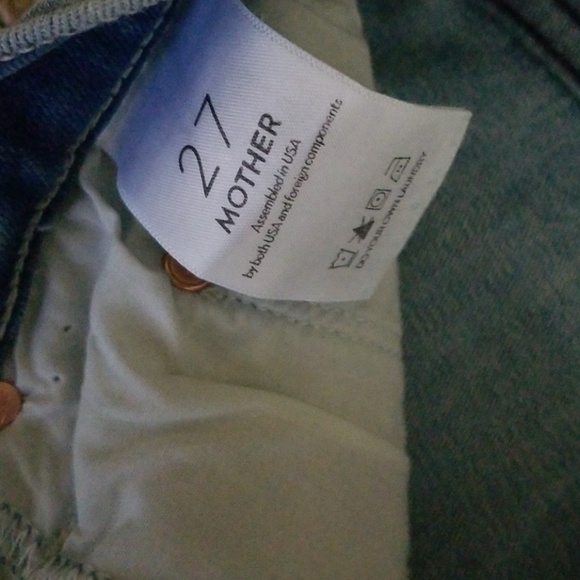 27
MOTHER
Assembled in USA
by both USA and foreign components
DO YOUR OWN LAUNDRY